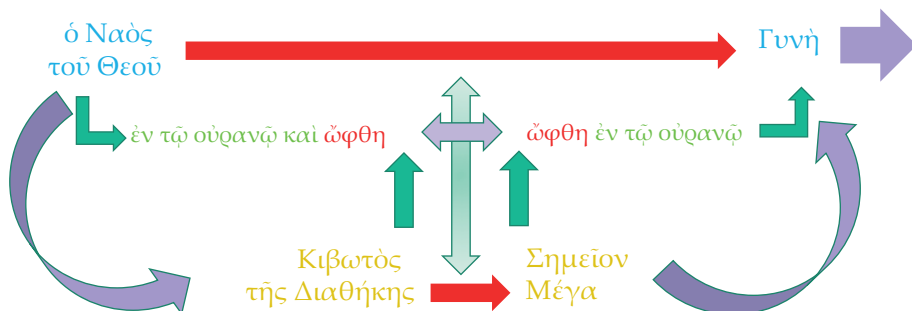 ὁ Ναὸς
τοῦ Θεοῦ
Γυνὴ
ἐν τῷ οὐρανῷ καὶ ὤφθη
ὤφθη ἐν τῷ οὐρανῷ
Κιβωτὸς
τῆς Διαθήκης
Σημεῖον
Μέγα